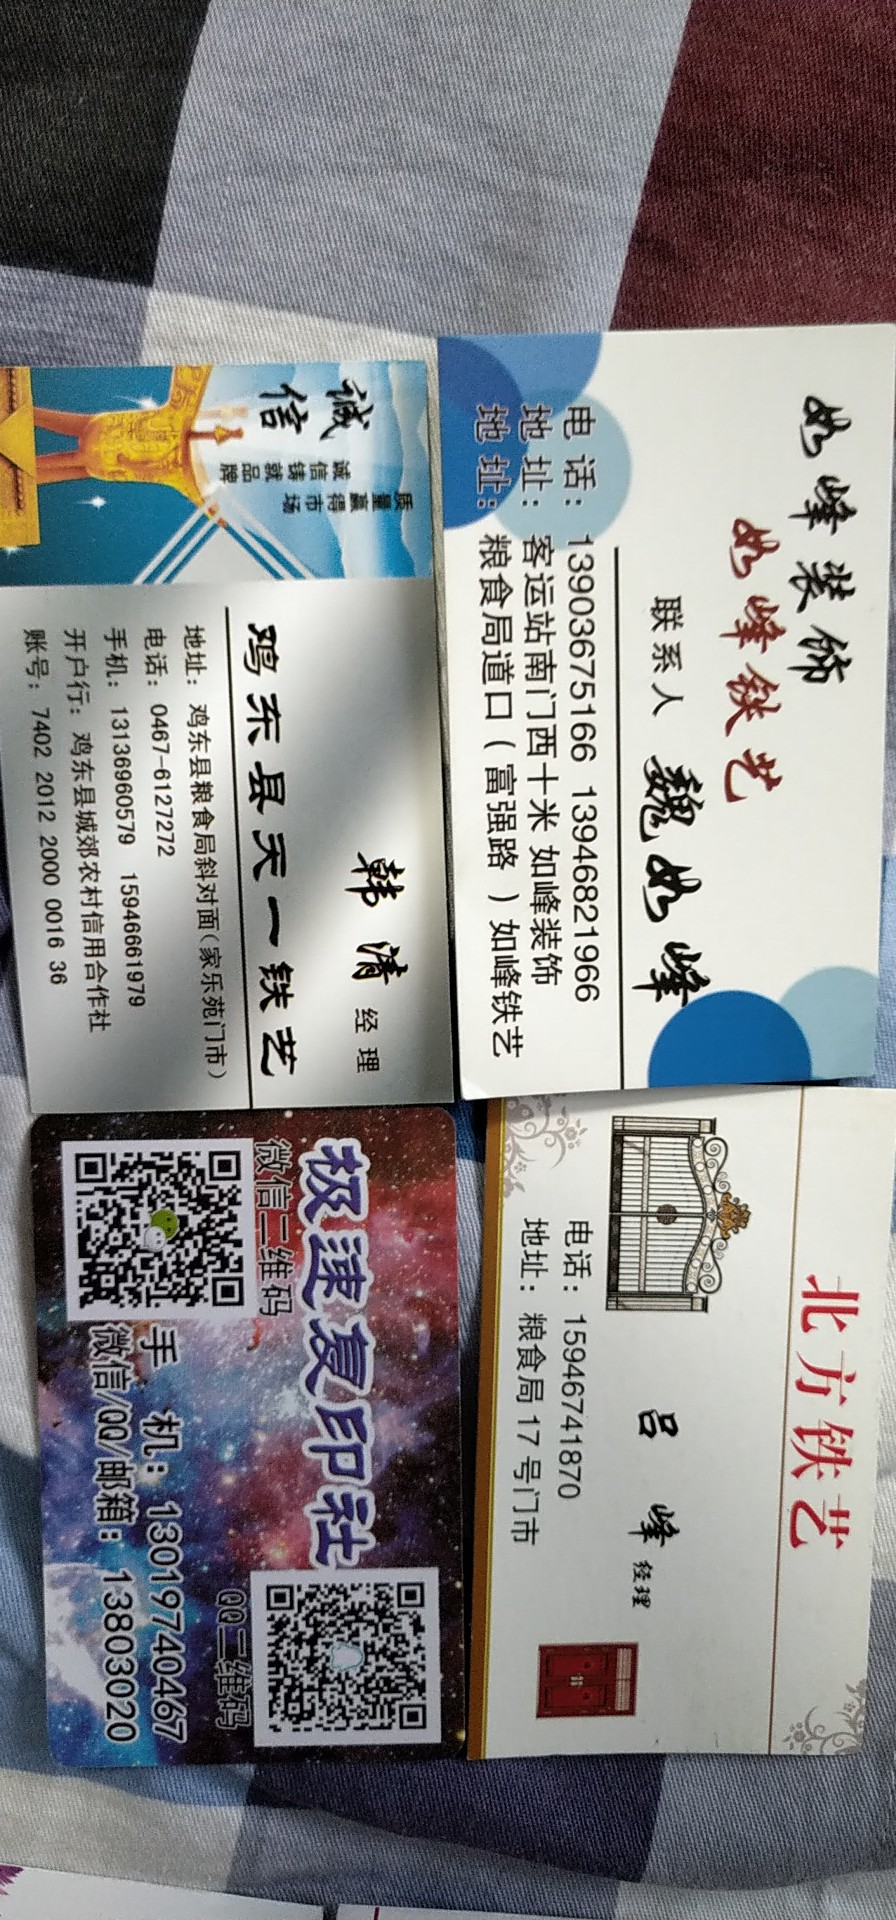 如峰装饰
如峰铁艺
联系人 魏如峰
电话：13903675166 13946821966
地址：客运站南门西十米 如峰装饰
地址：粮食局道口（富强路）如峰铁艺
诚信
诚信铸就品牌
质量赢得市场
韩清 经理
鸡东县天一铁艺
地址：鸡东县粮食局斜对面(家乐苑门市)
电话：0467-6127272
手机：13136960579 15946661979
开户行：鸡东县城郊农村信用合作社
账号：7402 2012 2000 0016 36
北方铁艺
吕峰 经理
电话：15946741870
地址：粮食局17号门市
极速复印社
微信二维码
QQ二维码
手 机：13019740467
微信/QQ/邮箱：13803020